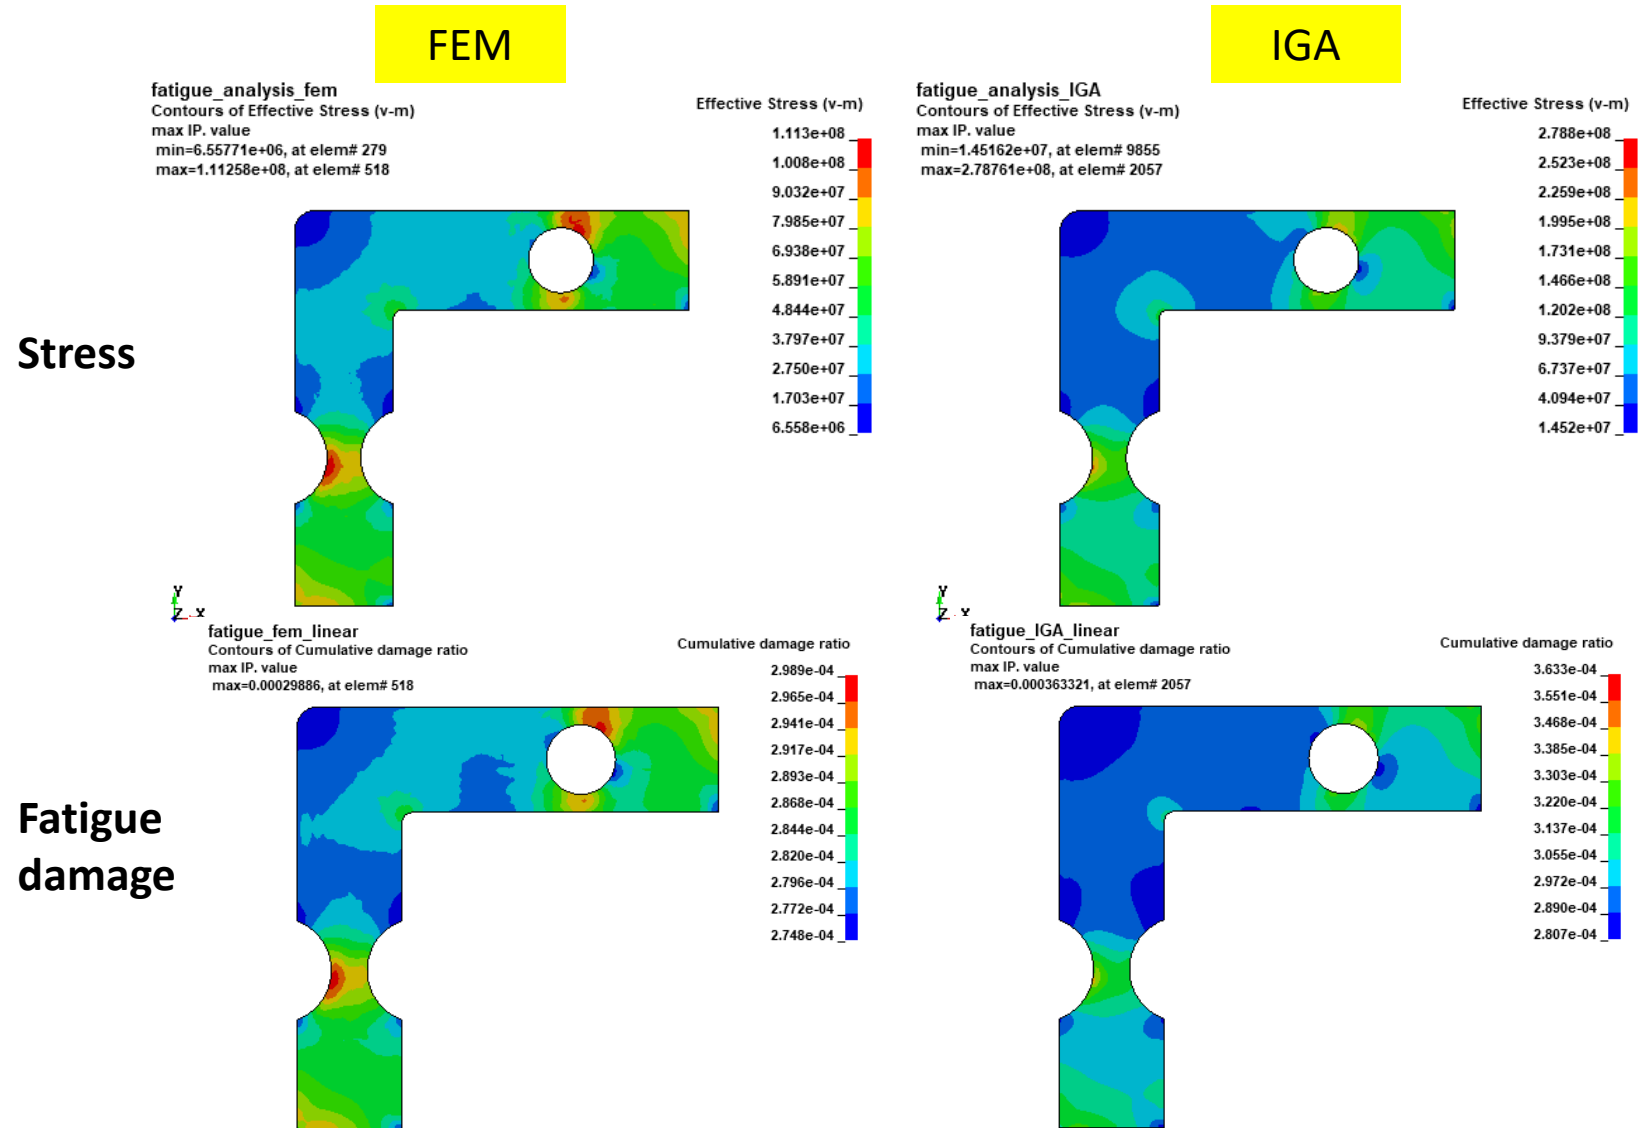 FEM
IGA
fatigue_analysis_fem
Contours of Effective Stress (v-m)
max IP. value
min=6.55771e+06, at elem# 279
max=1.11258e+08, at elem# 518
Effective Stress (v-m)
1.113e+08
1.008e+08
9.032e+07
7.985e+07
6.938e+07
5.891e+07
4.844e+07
3.797e+07
2.750e+07
1.703e+07
6.558e+06
fatigue_analysis_IGA
Contours of Effective Stress (v-m)
max IP. value
min=1.45162e+07, at elem# 9855
max=2.78761e+08, at elem# 2057
Effective Stress (v-m)
2.788e+08
2.523e+08
2.259e+08
1.995e+08
1.731e+08
1.466e+08
1.202e+08
9.379e+07
6.737e+07
4.094e+07
1.452e+07
Stress
Y
Z X
Y
Z X
fatigue_fem_linear
Contours of Cumulative damage ratio
max IP. value
max=0.00029886, at elem# 518
Cumulative damage ratio
2.989e-04
2.965e-04
2.941e-04
2.917e-04
2.893e-04
2.868e-04
2.844e-04
2.820e-04
2.796e-04
2.772e-04
2.748e-04
fatigue_IGA_linear
Contours of Cumulative damage ratio
max IP. value
max=0.000363321, at elem# 2057
Cumulative damage ratio
3.633e-04
3.551e-04
3.468e-04
3.385e-04
3.303e-04
3.220e-04
3.137e-04
3.055e-04
2.972e-04
2.890e-04
2.807e-04
Fatigue
damage